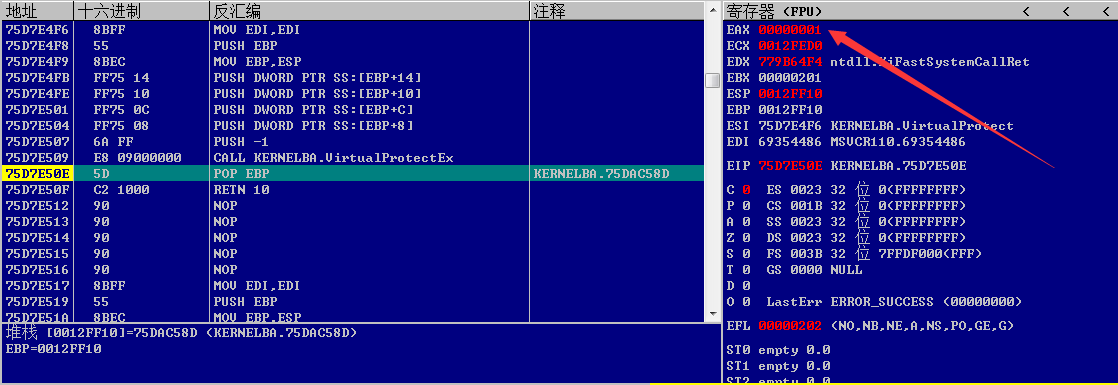 地址 十六进制 反汇编 注释
75D7E4F6 8BFF MOV EDI,EDI
75D7E4F8 55 PUSH EBP
75D7E4F9 8BEC MOV EBP,ESP
75D7E4FB FF75 14 PUSH DWORD PTR SS:[EBP+14]
75D7E4FE FF75 10 PUSH DWORD PTR SS:[EBP+10]
75D7E501 FF75 0C PUSH DWORD PTR SS:[EBP+C]
75D7E504 FF75 08 PUSH DWORD PTR SS:[EBP+8]
75D7E507 6A FF PUSH -1
75D7E509 E8 09000000 CALL KERNELBA.VirtualProtectEx
75D7E50E 5D POP EBP KERNELBA.75DAC58D
75D7E50F C2 1000 RETN 10
75D7E512 90 NOP
75D7E513 90 NOP
75D7E514 90 NOP
75D7E515 90 NOP
75D7E516 90 NOP
75D7E517 8BFF MOV EDI,EDI
75D7E519 55 PUSH EBP
75D7E51A 8BEC MOV EBP,ESP
堆栈 [0012FF10]=75DAC58D (KERNELBA.75DAC58D)
EBP=0012FF10
寄存器 (FPU) < < <
EAX 00000001
ECX 0012FED0
EDX 779B64F4 ntdll.KiFastSystemCallRet
EBX 00000201
ESP 0012FF10
EBP 0012FF10
ESI 75D7E4F6 KERNELBA.VirtualProtect
EDI 69354486 MSVCR110.69354486
EIP 75D7E50E KERNELBA.75D7E50E
C 0 ES 0023 32 位 0(FFFFFFFF)
P 0 CS 001B 32 位 0(FFFFFFFF)
A 0 SS 0023 32 位 0(FFFFFFFF)
Z 0 DS 0023 32 位 0(FFFFFFFF)
S 0 FS 003B 32 位 7FFDF000(FFF)
T 0 GS 0000 NULL
D 0
O 0 LastErr ERROR_SUCCESS (00000000)
EFL 00000202 (NO,NB,NE,A,NS,PO,GE,G)
ST0 empty 0.0
ST1 empty 0.0
ST2 empty 0.0